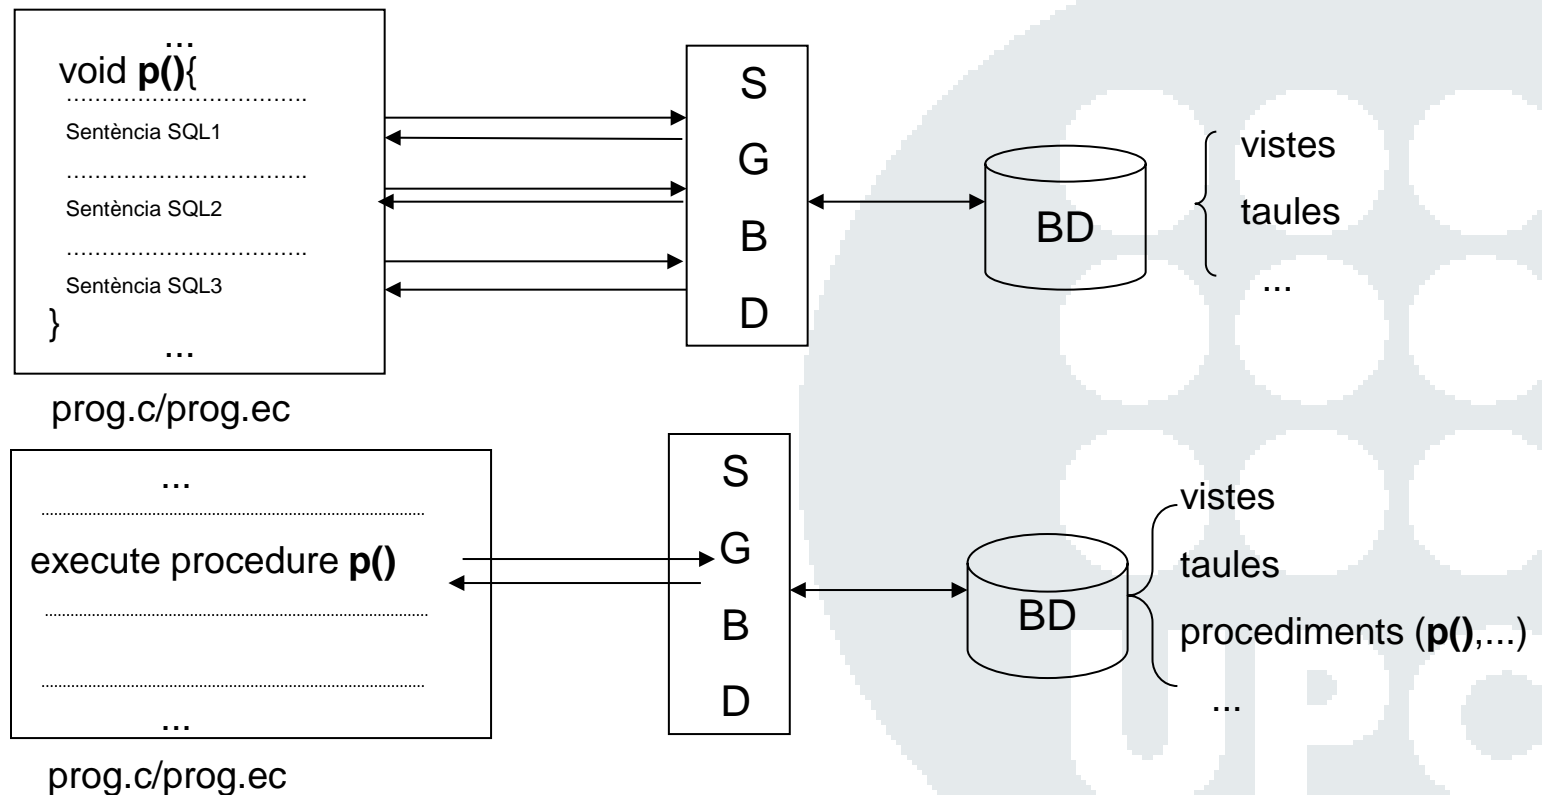 ...
void p(){
....................................
Sentència SQL1
....................................
Sentència SQL2
....................................
Sentència SQL3
}
...
prog.c/prog.ec
S
G
B
D
BD
vistes
taules
...
...
execute procedure p()
...
prog.c/prog.ec
S
G
B
D
BD
vistes
taules
procediments (p(),...)
...
UPC